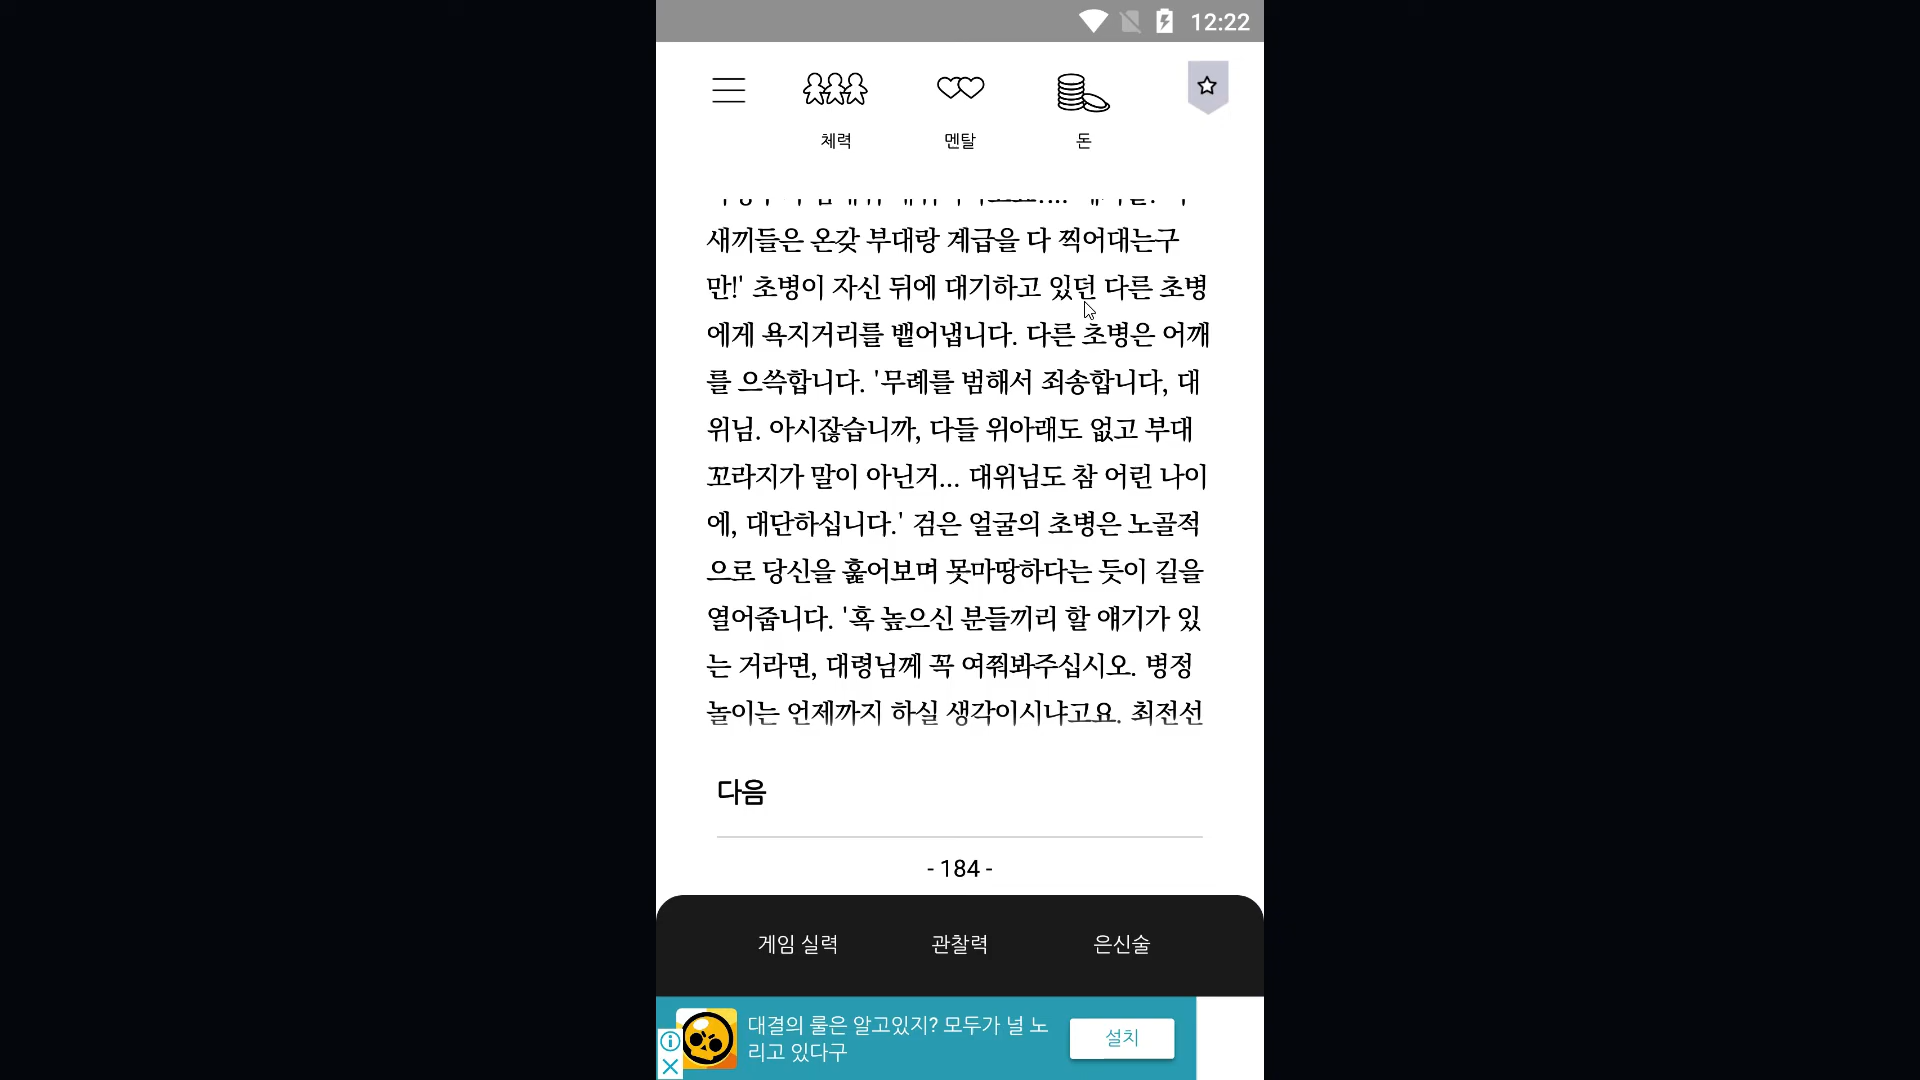 12:22
체력
멘탈
돈
새끼들은 온갖 부대랑 계급을 다 찍어대는구
만!' 초병이 자신 뒤에 대기하고 있던 다른 초병
에게 욕지거리를 뱉어냅니다. 다른 초병은 어깨
를 으쓱합니다. '무례를 범해서 죄송합니다, 대
위님. 아시잖습니까, 다들 위아래도 없고 부대
꼬라지가 말이 아닌거... 대위님도 참 어린 나이
에, 대단하십니다.' 검은 얼굴의 초병은 노골적
으로 당신을 훑어보며 못마땅하다는 듯이 길을
열어줍니다. '혹 높으신 분들끼리 할 얘기가 있
는 거라면, 대령님께 꼭 여쭤봐주십시오. 병정
놀이는 언제까지 하실 생각이시냐고요. 최전선
다음
- 184 -
게임 실력
관찰력
은신술
대결의 룰은 알고있지? 모두가 널 노
리고 있다구
설치